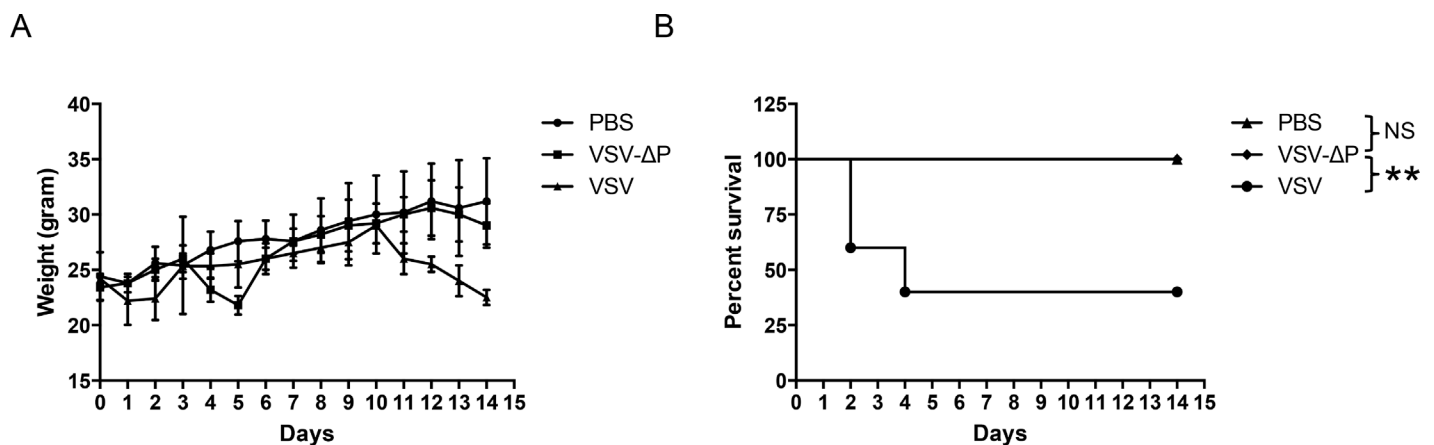 A
B
40
35
30
25
20
15
Weight (gram)
0 1 2 3 4 5 6 7 8 9 10 11 12 13 14 15
Days
PBS
VSV-ΔP
VSV
125
100
75
50
25
0
Percent survival
0 1 2 3 4 5 6 7 8 9 10 11 12 13 14 15
Days
PBS
VSV-ΔP
VSV
NS
**